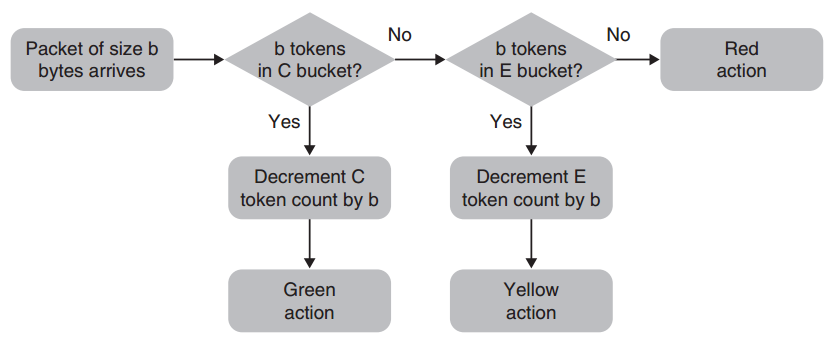 Packet of size b
bytes arrives
b tokens
in C bucket?
No
b tokens
in E bucket?
No
Red
action
Yes
Yes
Decrement C
token count by b
Decrement E
token count by b
Green
action
Yellow
action